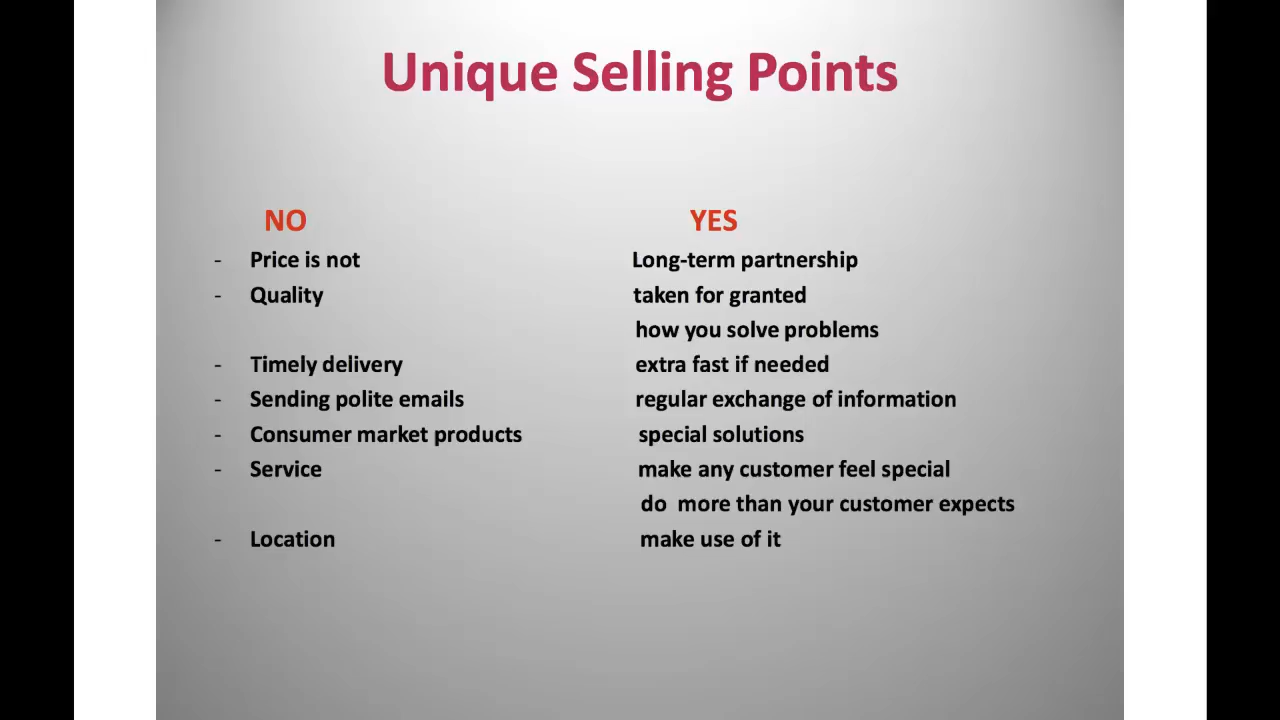 Unique Selling Points
NO YES
- Price is not Long-term partnership
- Quality taken for granted
how you solve problems
- Timely delivery extra fast if needed
- Sending polite emails regular exchange of information
- Consumer market products special solutions
- Service make any customer feel special
do more than your customer expects
- Location make use of it